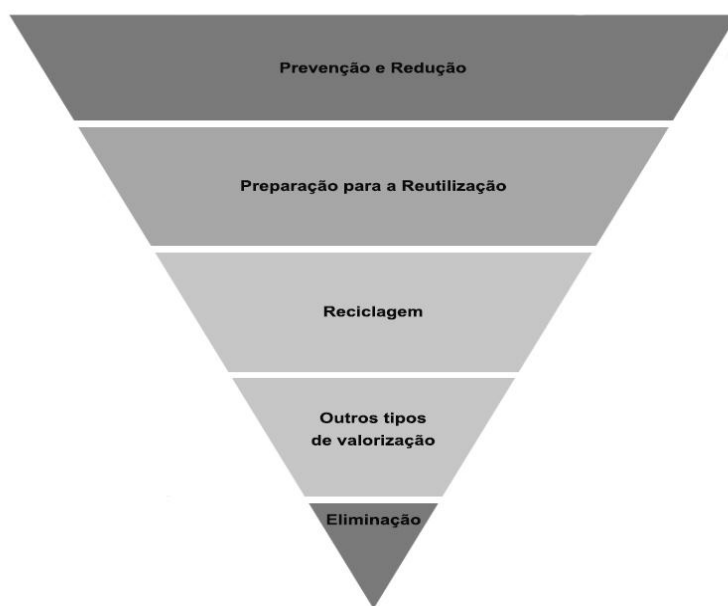 Prevenção e Redução
Preparação para a Reutilização
Reciclagem
Outros tipos
de valorização
Eliminação